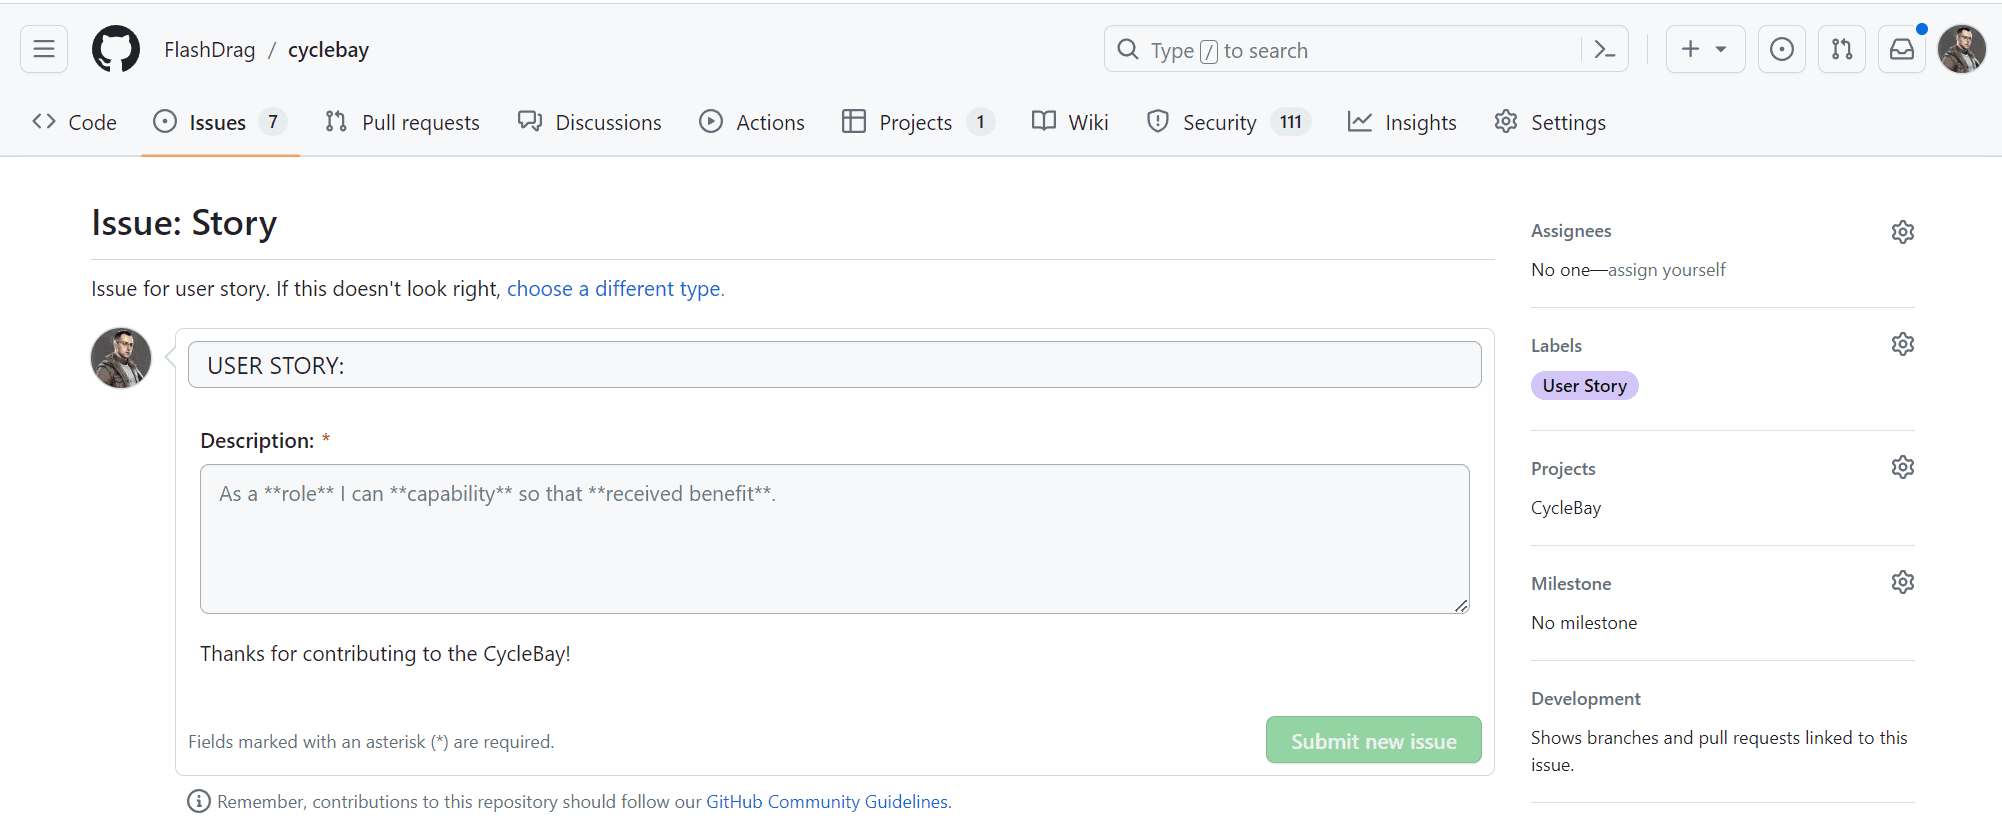 FlashDrag / cyclebay
Type / to search
Code
Issues 7
Pull requests
Discussions
Actions
Projects 1
Wiki
Security 111
Insights
Settings
Issue: Story
Issue for user story. If this doesn't look right, choose a different type.
USER STORY:
Description: *
As a **role** I can **capability** so that **received benefit**.
Thanks for contributing to the CycleBay!
Fields marked with an asterisk (*) are required.
Submit new issue
Remember, contributions to this repository should follow our GitHub Community Guidelines.
Assignees
No one—assign yourself
Labels
User Story
Projects
CycleBay
Milestone
No milestone
Development
Shows branches and pull requests linked to this
issue.